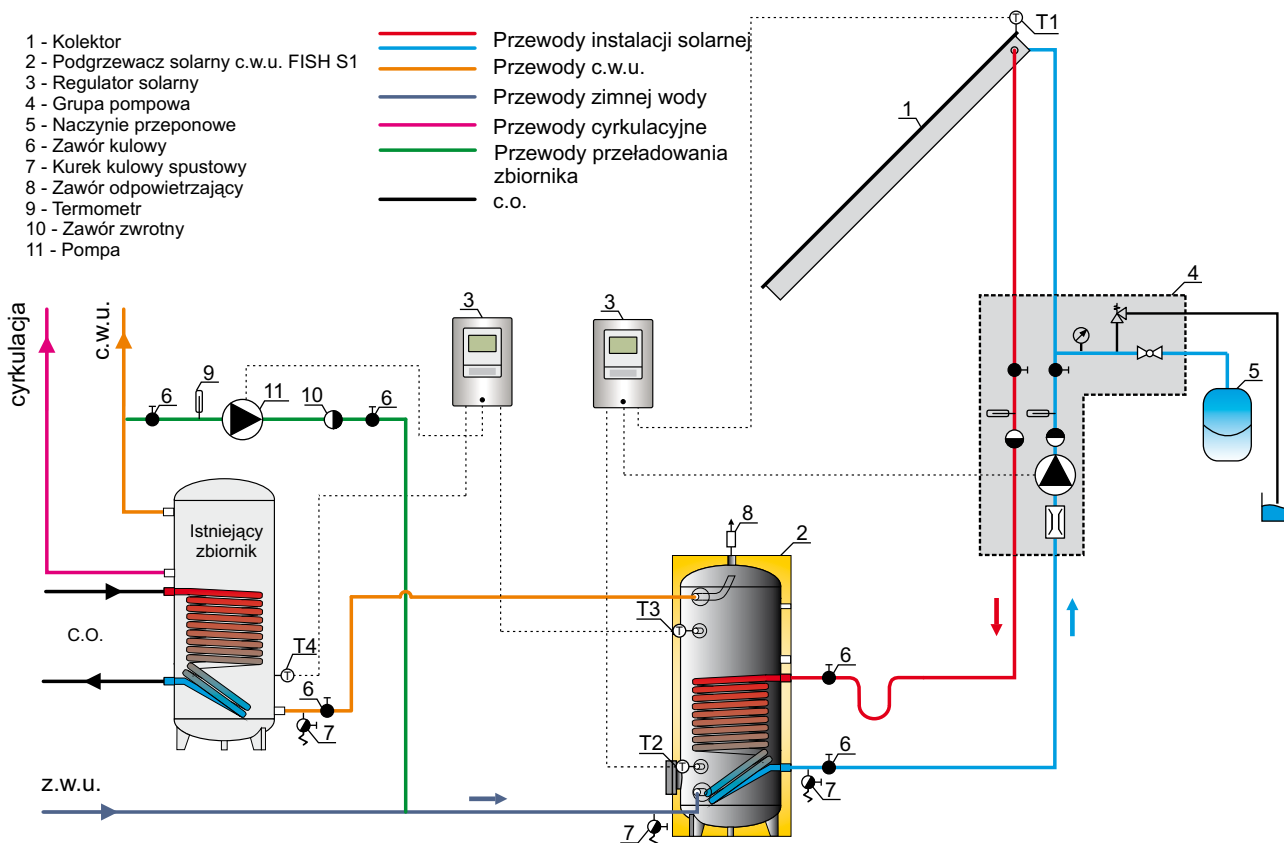 1 - Kolektor
2 - Podgrzewacz solarny c.w.u. FISH S1
3 - Regulator solarny
4 - Grupa pompowa
5 - Naczynie przeponowe
6 - Zawór kulowy
7 - Kurek kulowy spustowy
8 - Zawór odpowietrzający
9 - Termometr
10 - Zawór zwrotny
11 - Pompa
Przewody instalacji solarnej
Przewody c.w.u.
Przewody zimnej wody
Przewody cyrkulacyjne
Przewody przeładowania
zbiornika
c.o.
T
T1
1
4
cyrkulacja
c.w.u.
3
3
6
9
11
10
6
5
Istniejący
zbiornik
8
2
C.O.
T4
T
T3
T
6
7
6
T2
T
6
7
z.w.u.
7